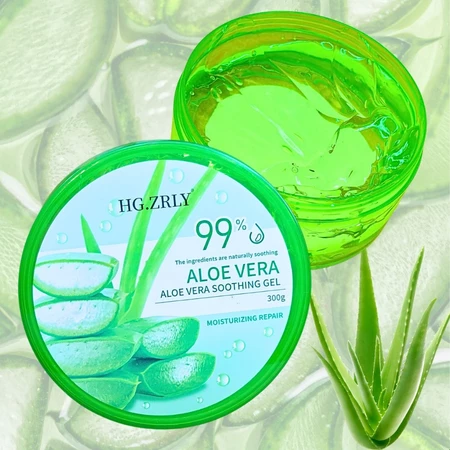 HG.ZRLY®
99%
The ingredients are naturally soothing
ALOE VERA
ALOE VERA SOOTHING GEL
300g
MOISTURIZING REPAIR